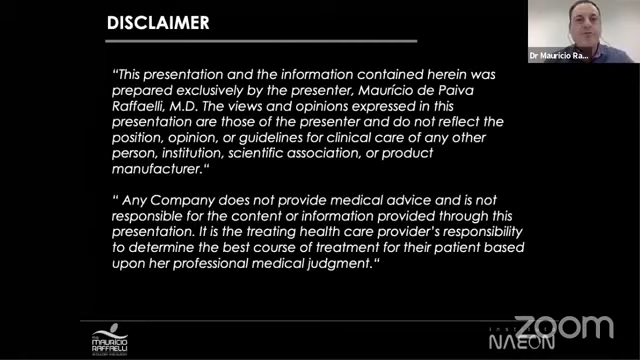 DISCLAIMER
Dr Mauricio Ra...
“This presentation and the information contained herein was
prepared exclusively by the presenter, Maurício de Paiva
Raffaelli, M.D. The views and opinions expressed in this
presentation are those of the presenter and do not reflect the
position, opinion, or guidelines for clinical care of any other
person, institution, scientific association, or product
manufacturer.“
“ Any Company does not provide medical advice and is not
responsible for the content or information provided through this
presentation. It is the treating health care provider’s responsibility
to determine the best course of treatment for their patient based
upon her professional medical judgment.“
MAURÍCIO
RAFFAELLI
NAEON
zoom